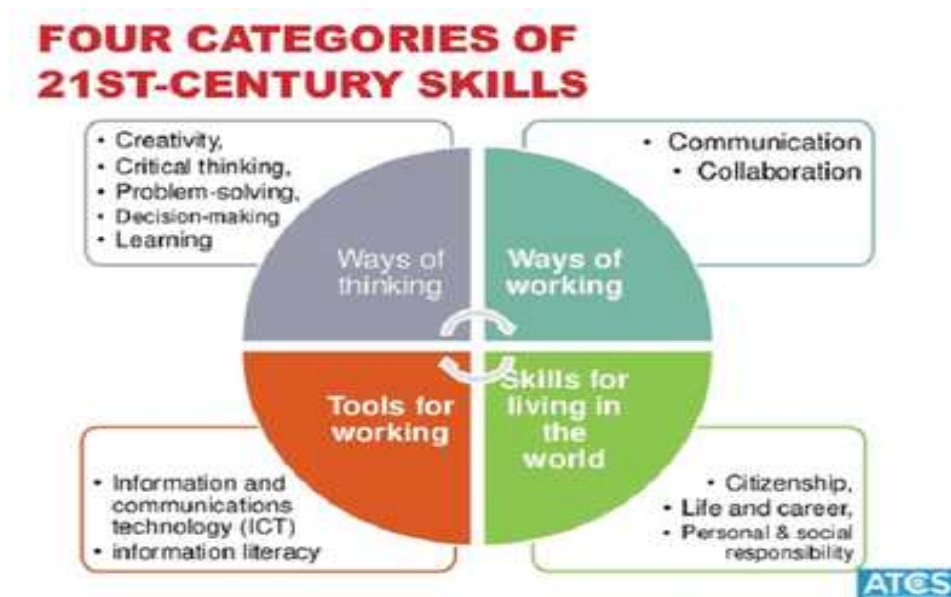 FOUR CATEGORIES OF
21ST-CENTURY SKILLS
• Creativity,
• Critical thinking,
• Problem-solving,
• Decision-making
• Learning
• Communication
• Collaboration
Ways of
thinking
Ways of
working
Tools for
working
Skills for
living in
the
world
• Information and
communications
technology (ICT)
• information literacy
• Citizenship,
• Life and career,
• Personal & social
responsibility